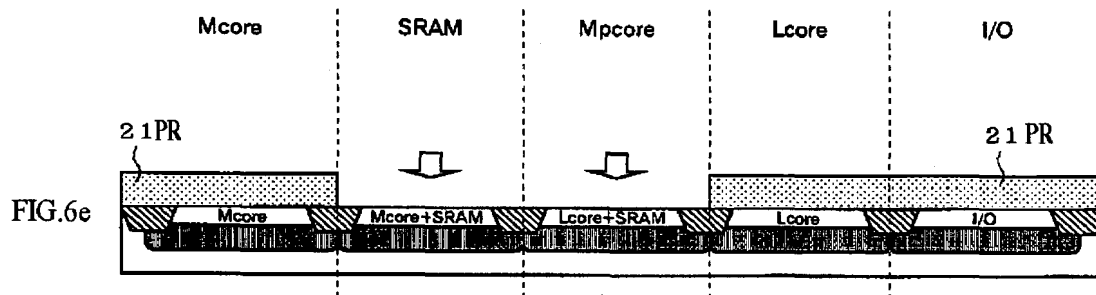 Mcore SRAM Mpcore Lcore I/O
21PR 21PR
FIG.6e
Mcore Mcore+SRAM Lcore+SRAM Lcore I/O